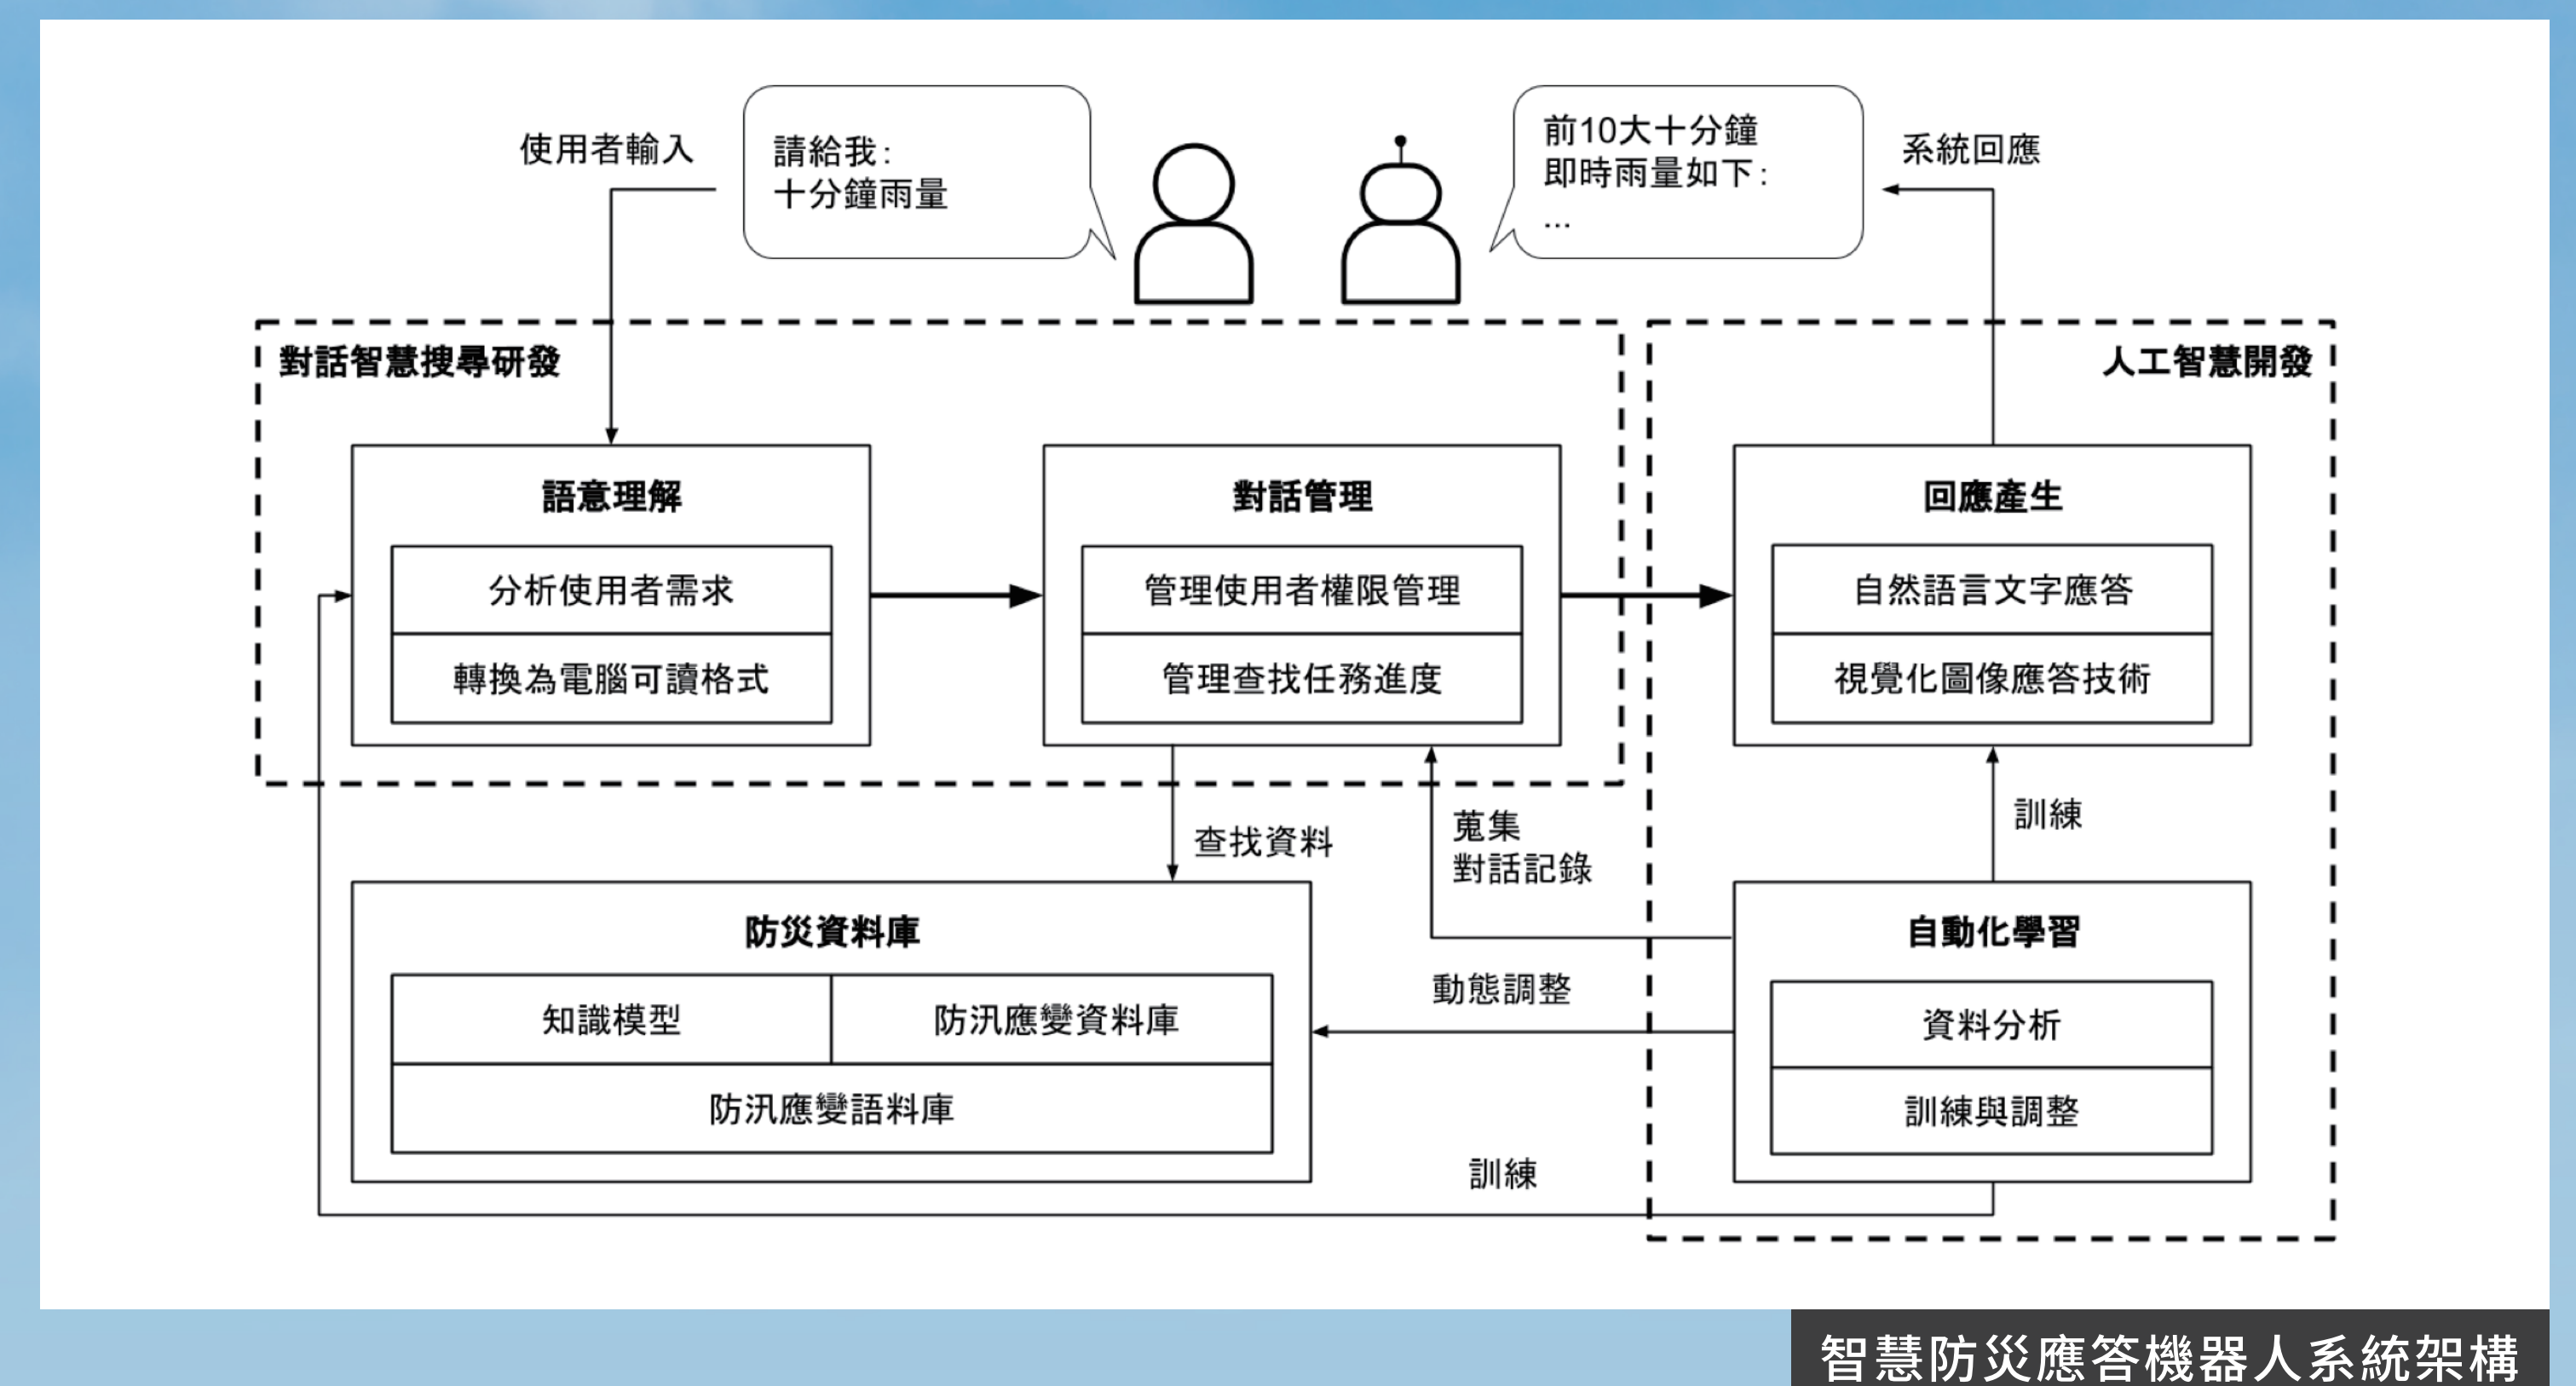 使用者輸入
請給我：
十分鐘雨量
前10大十分鐘
即時雨量如下：
...
系統回應
對話智慧搜尋研發
人工智慧開發
語意理解
分析使用者需求
轉換為電腦可讀格式
對話管理
管理使用者權限管理
管理查找任務進度
回應產生
自然語言文字應答
視覺化圖像應答技術
查找資料
蒐集
對話記錄
訓練
防災資料庫
知識模型
防汛應變資料庫
防汛應變語料庫
動態調整
自動化學習
資料分析
訓練與調整
訓練
智慧防災應答機器人系統架構